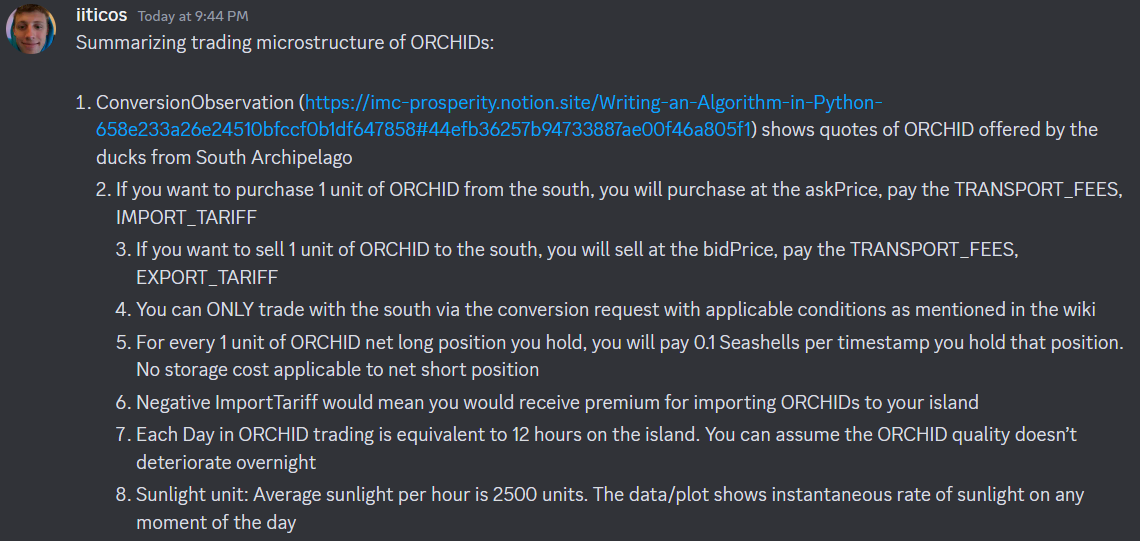 iiticos Today at 9:44 PM
Summarizing trading microstructure of ORCHIDs:
1. ConversionObservation (https://imc-prosperity.notion.site/Writing-an-Algorithm-in-Python-
658e233a26e24510bfccf0b1df647858#44efb36257b94733887ae00f46a805f1) shows quotes of ORCHID offered by the
ducks from South Archipelago
2. If you want to purchase 1 unit of ORCHID from the south, you will purchase at the askPrice, pay the TRANSPORT_FEES,
IMPORT_TARIFF
3. If you want to sell 1 unit of ORCHID to the south, you will sell at the bidPrice, pay the TRANSPORT_FEES,
EXPORT_TARIFF
4. You can ONLY trade with the south via the conversion request with applicable conditions as mentioned in the wiki
5. For every 1 unit of ORCHID net long position you hold, you will pay 0.1 Seashells per timestamp you hold that position.
No storage cost applicable to net short position
6. Negative ImportTariff would mean you would receive premium for importing ORCHIDs to your island
7. Each Day in ORCHID trading is equivalent to 12 hours on the island. You can assume the ORCHID quality doesn’t
deteriorate overnight
8. Sunlight unit: Average sunlight per hour is 2500 units. The data/plot shows instantaneous rate of sunlight on any
moment of the day